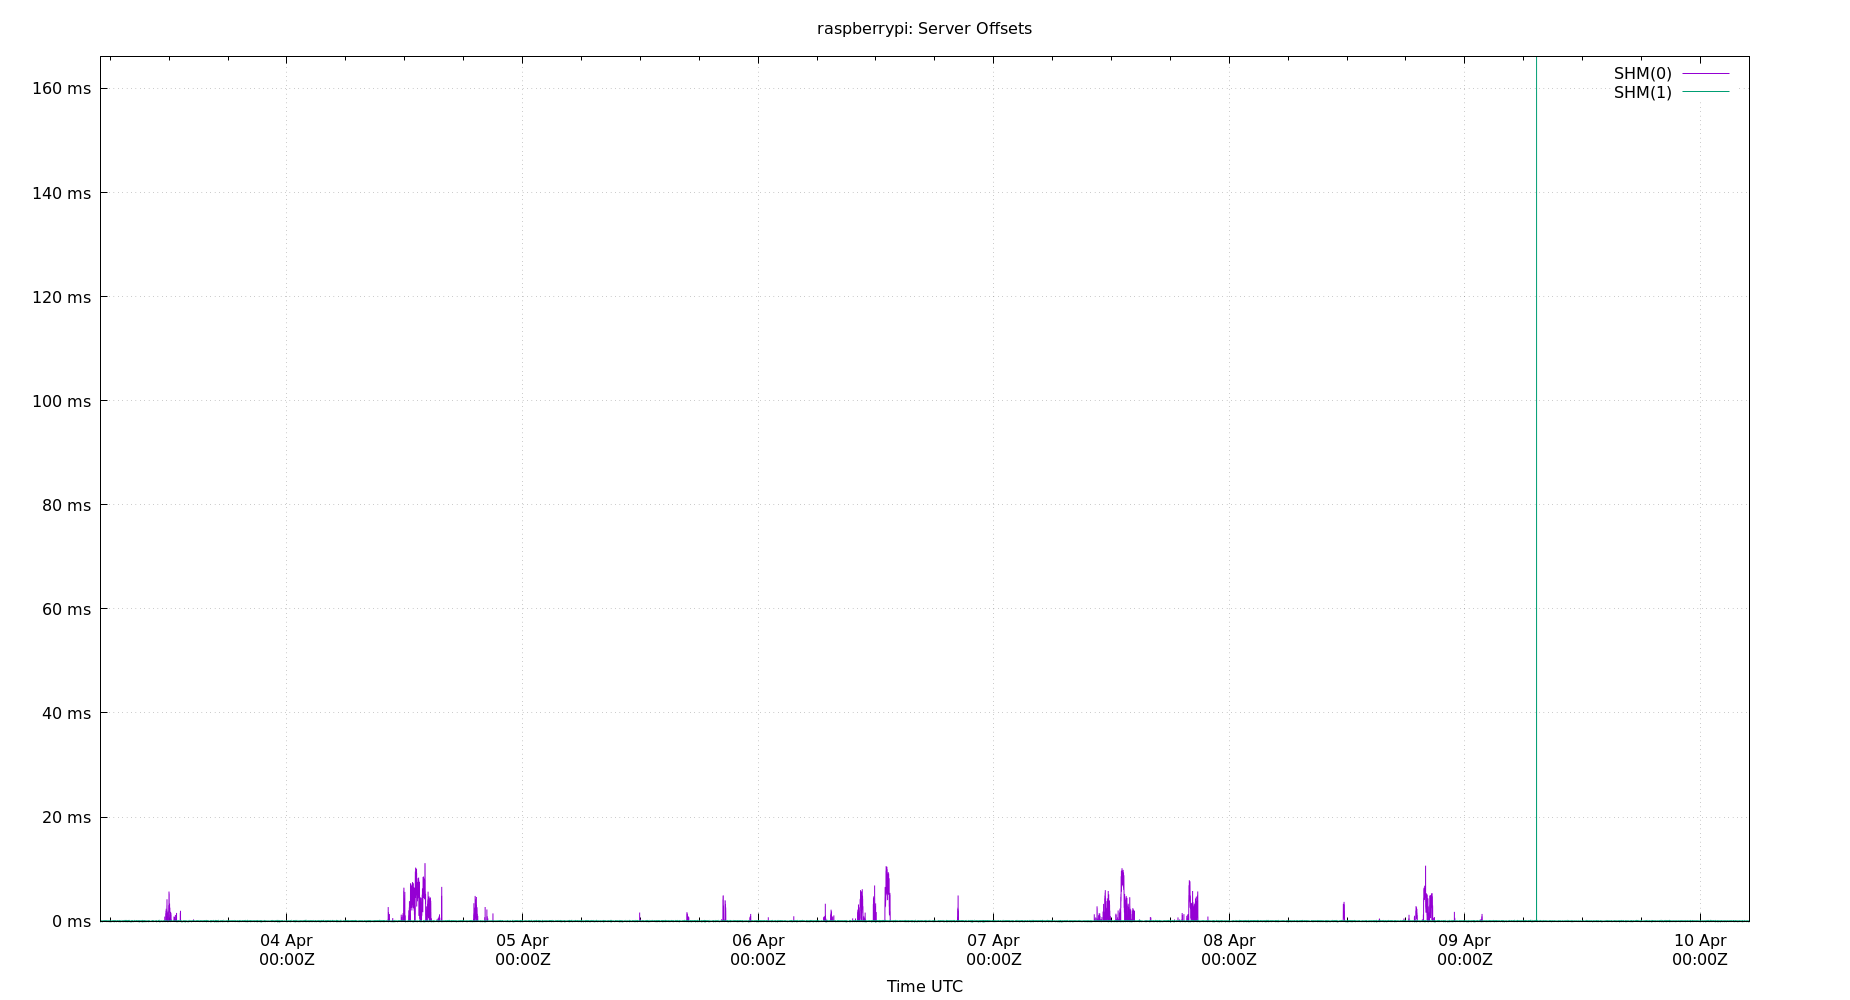 raspberrypi: Server Offsets
SHM(0)
SHM(1)
160 ms
140 ms
120 ms
100 ms
80 ms
60 ms
40 ms
20 ms
0 ms
04 Apr 05 Apr 06 Apr 07 Apr 08 Apr 09 Apr 10 Apr
00:00Z 00:00Z 00:00Z 00:00Z 00:00Z 00:00Z 00:00Z
Time UTC